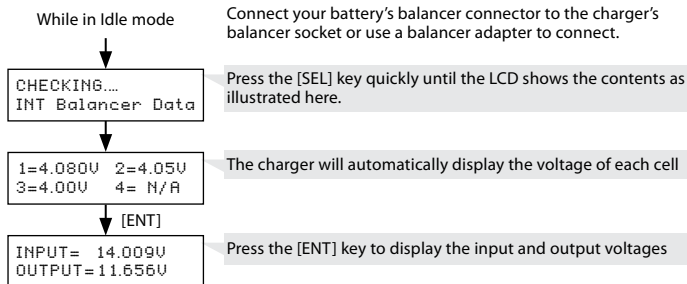 While in Idle mode
Connect your battery's balancer connector to the charger's
balancer socket or use a balancer adapter to connect.
CHECKING....
INT Balancer Data
Press the [SEL] key quickly until the LCD shows the contents as
illustrated here.
1=4.080V 2=4.05V
3=4.00V 4= N/A
The charger will automatically display the voltage of each cell
[ENT]
INPUT= 14.009V
OUTPUT=11.656V
Press the [ENT] key to display the input and output voltages